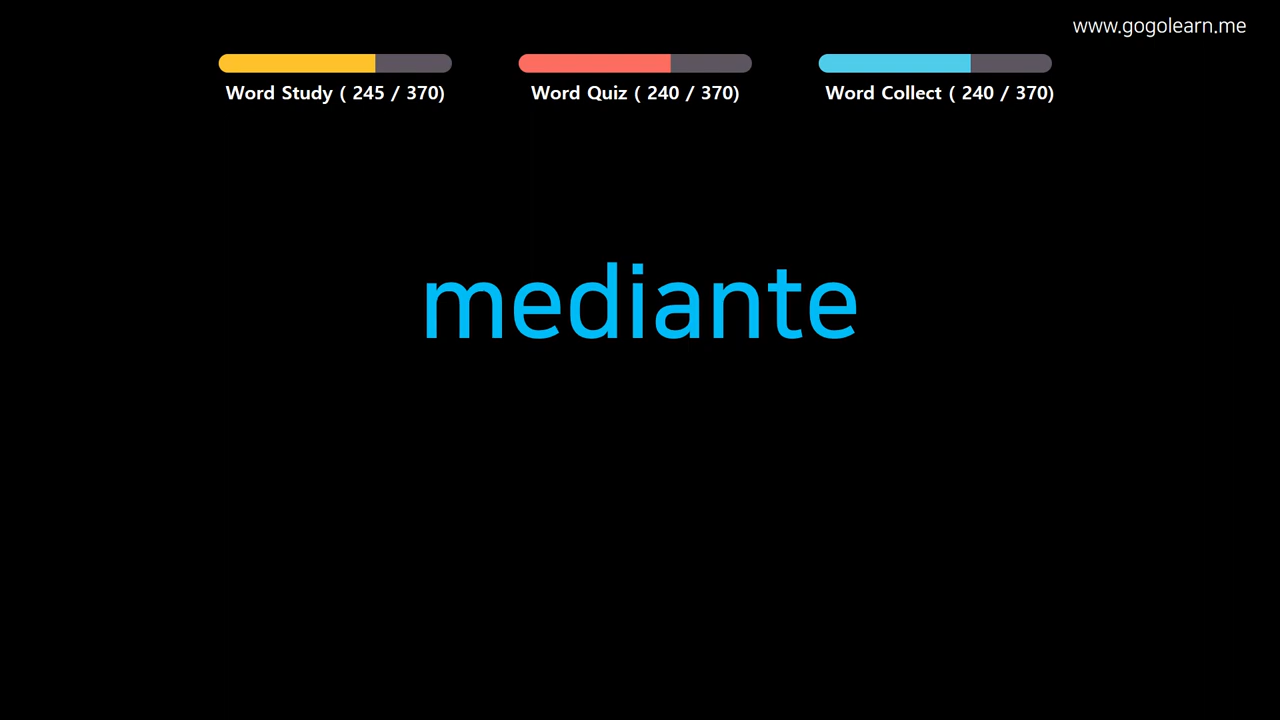 www.gogolearn.me
Word Study ( 245 / 370)
Word Quiz ( 240 / 370)
Word Collect ( 240 / 370)
mediante